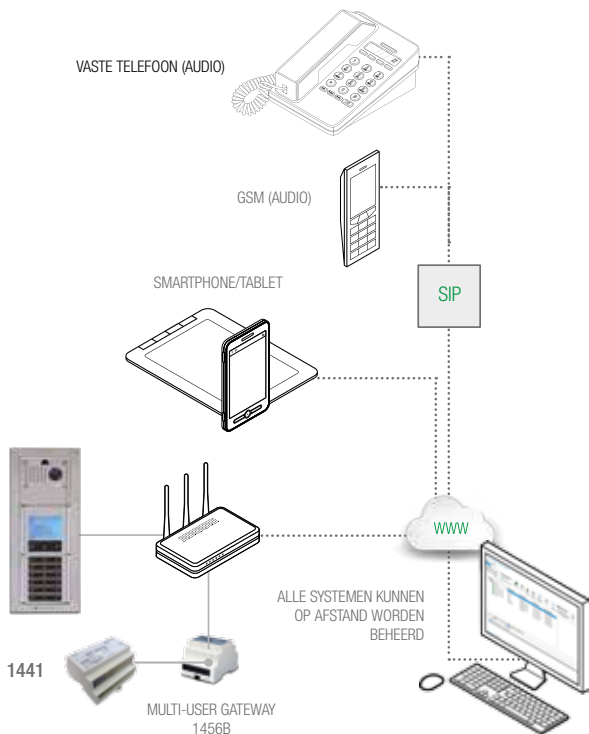 VASTE TELEFOON (AUDIO)
GSM (AUDIO)
SIP
SMARTPHONE/TABLET
WWW
ALLE SYSTEMEN KUNNEN
OP AFSTAND WORDEN
BEHEERD
1441
MULTI-USER GATEWAY
1456B